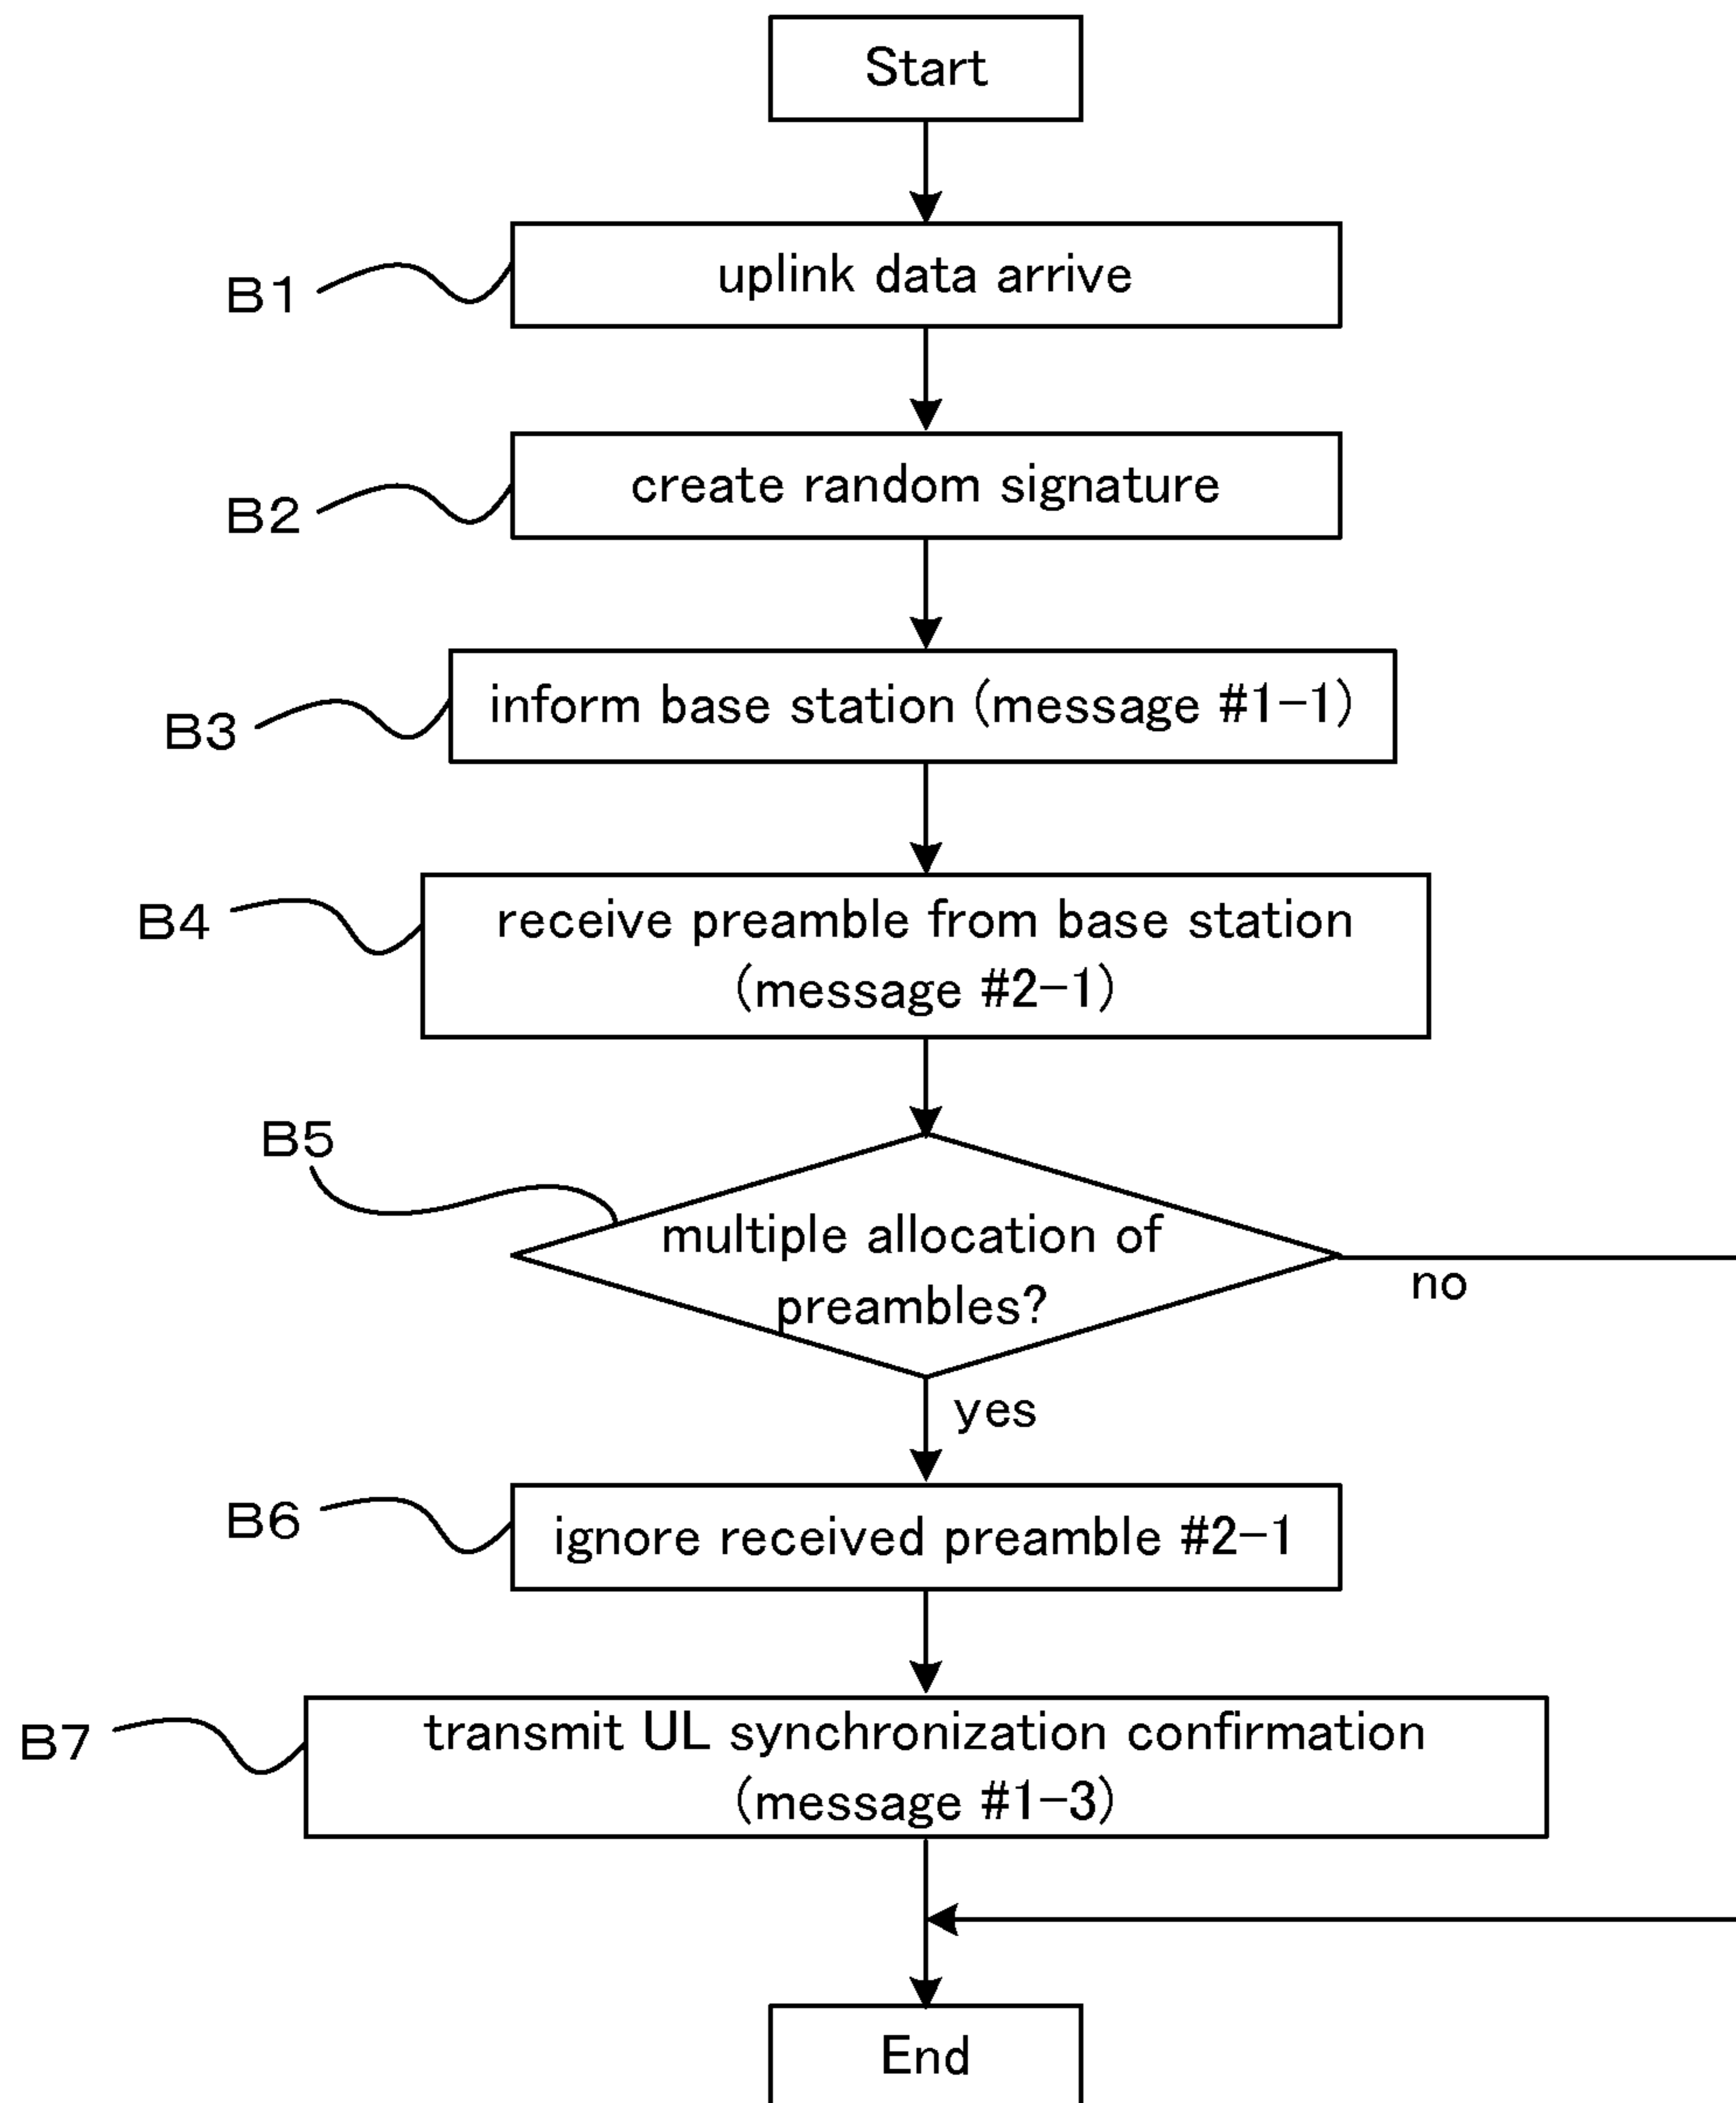 Start
B1
uplink data arrive
B2
create random signature
B3
inform base station (message #1-1)
B4
receive preamble from base station
(message #2-1)
B5
multiple allocation of
preambles?
no
yes
B6
ignore received preamble #2-1
B7
transmit UL synchronization confirmation
(message #1-3)
End